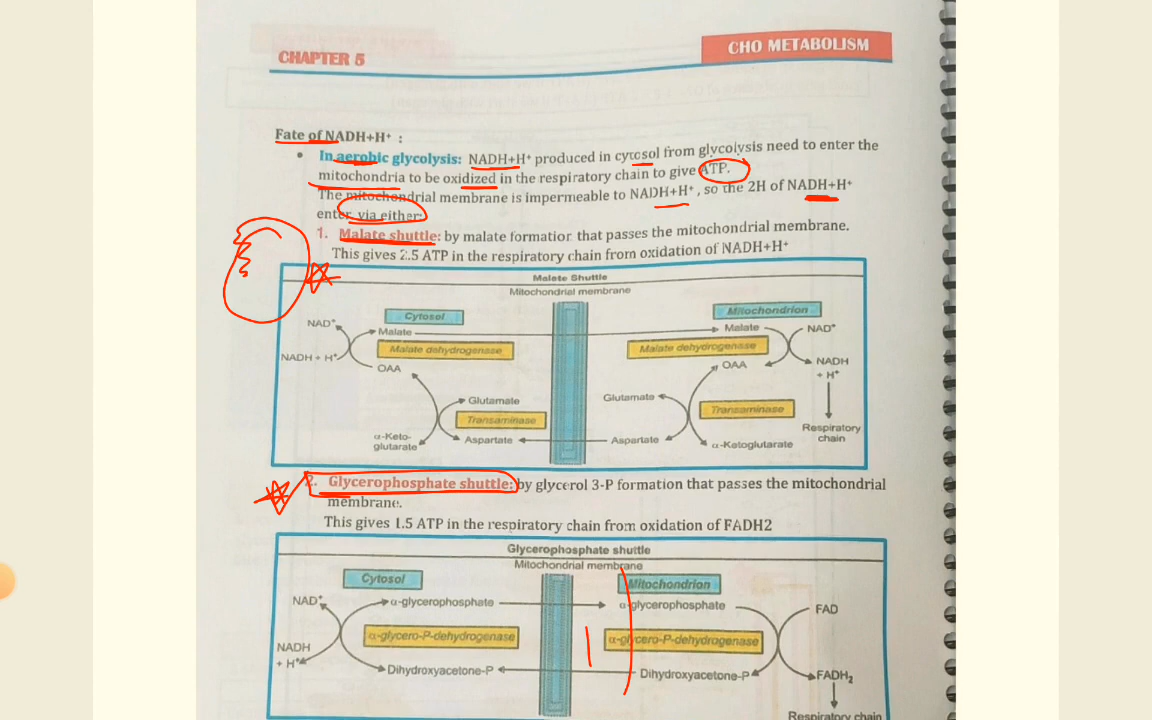 CHAPTER 5
CHO METABOLISM
Fate of NADH+H⁺ :
• In aerobic glycolysis: NADH+H⁺ produced in cytosol from glycolysis need to enter the
mitochondria to be oxidized in the respiratory chain to give ATP.
The mitochondrial membrane is impermeable to NADH+H⁺, so the 2H of NADH+H⁺
enter via either
1. Malate shuttle: by malate formation that passes the mitochondrial membrane.
This gives 2.5 ATP in the respiratory chain from oxidation of NADH+H⁺
Malete Shuttle
Mitochondrial membrane
Cytosol
Mitochondrion
NAD⁺
Malate
Malate
NAD⁺
Malate dehydrogenase
Malate dehydrogenase
NADH + H⁺
OAA
OAA
NADH
+ H⁺
Glutamate
Glutamate
Transaminase
Transaminase
Respiratory
chain
α-Keto-
glutarate
Aspartate
Aspartate
α-Ketoglutarate
2. Glycerophosphate shuttle: by glycerol 3-P formation that passes the mitochondrial
membrane.
This gives 1.5 ATP in the respiratory chain from oxidation of FADH2
Glycerophosphate shuttle
Mitochondrial membrane
Cytosol
Mitochondrion
NAD⁺
α-glycerophosphate
α-glycerophosphate
FAD
α-glycero-P-dehydrogenase
α-glycero-P-dehydrogenase
NADH
+ H⁺
Dihydroxyacetone-P
Dihydroxyacetone-P
FADH₂
Respiratory chain